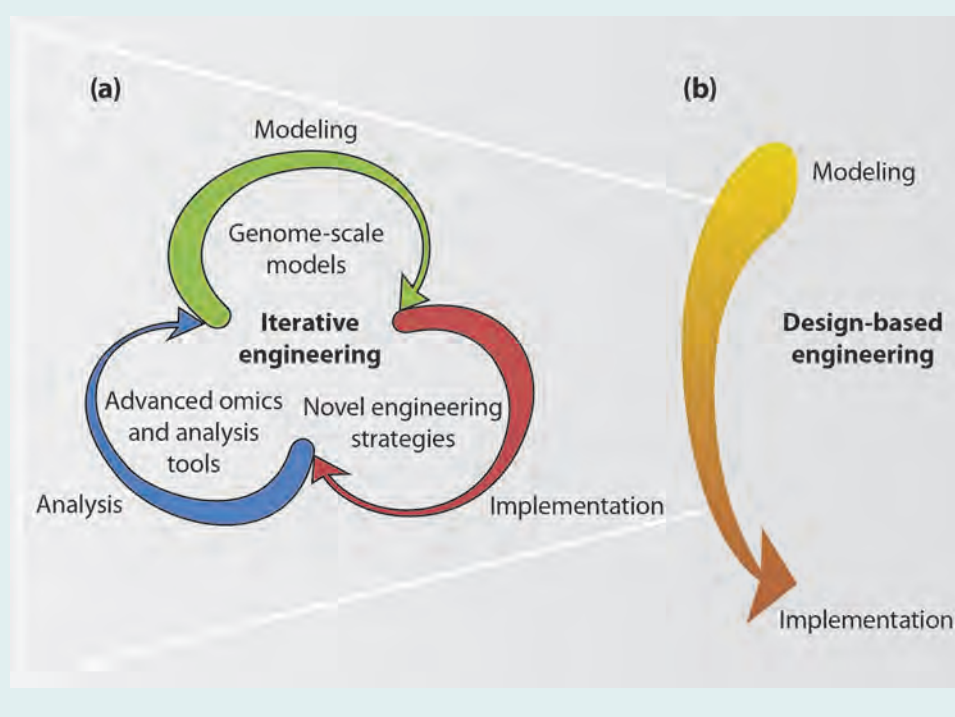 (a)
Modeling
Genome-scale
models
Iterative
engineering
Advanced omics
and analysis
tools
Novel engineering
strategies
Analysis
Implementation
(b)
Modeling
Design-based
engineering
Implementation